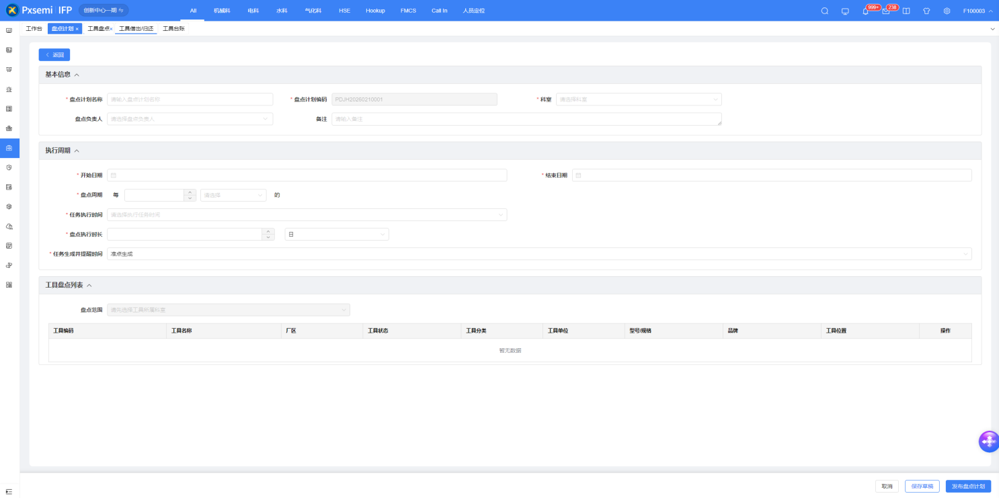 Pxsemi IFP 创新中心一期 All 机械科 电科 水科 气化科 HSE Hookup FMCS Call In 人员定位 999+ 238 F100003
工作台 盘点计划 × 工具盘点× 工具借出/归还 工具台账
返回
基本信息
* 盘点计划名称 请输入盘点计划名称 * 盘点计划编码 PDJH20260210001 * 科室 请选择科室
盘点负责人 请选择盘点负责人 备注 请输入备注
执行周期
* 开始日期 * 结束日期
* 盘点周期 每 请选择 的
* 任务执行时间 请选择执行任务时间
* 盘点执行时长 日
* 任务生成并提醒时间 准点生成
工具盘点列表
盘点范围 请先选择工具所属科室
工具编码 工具名称 厂区 工具状态 工具分类 工具单位 型号/规格 品牌 工具位置 操作
暂无数据
取消 保存草稿 发布盘点计划